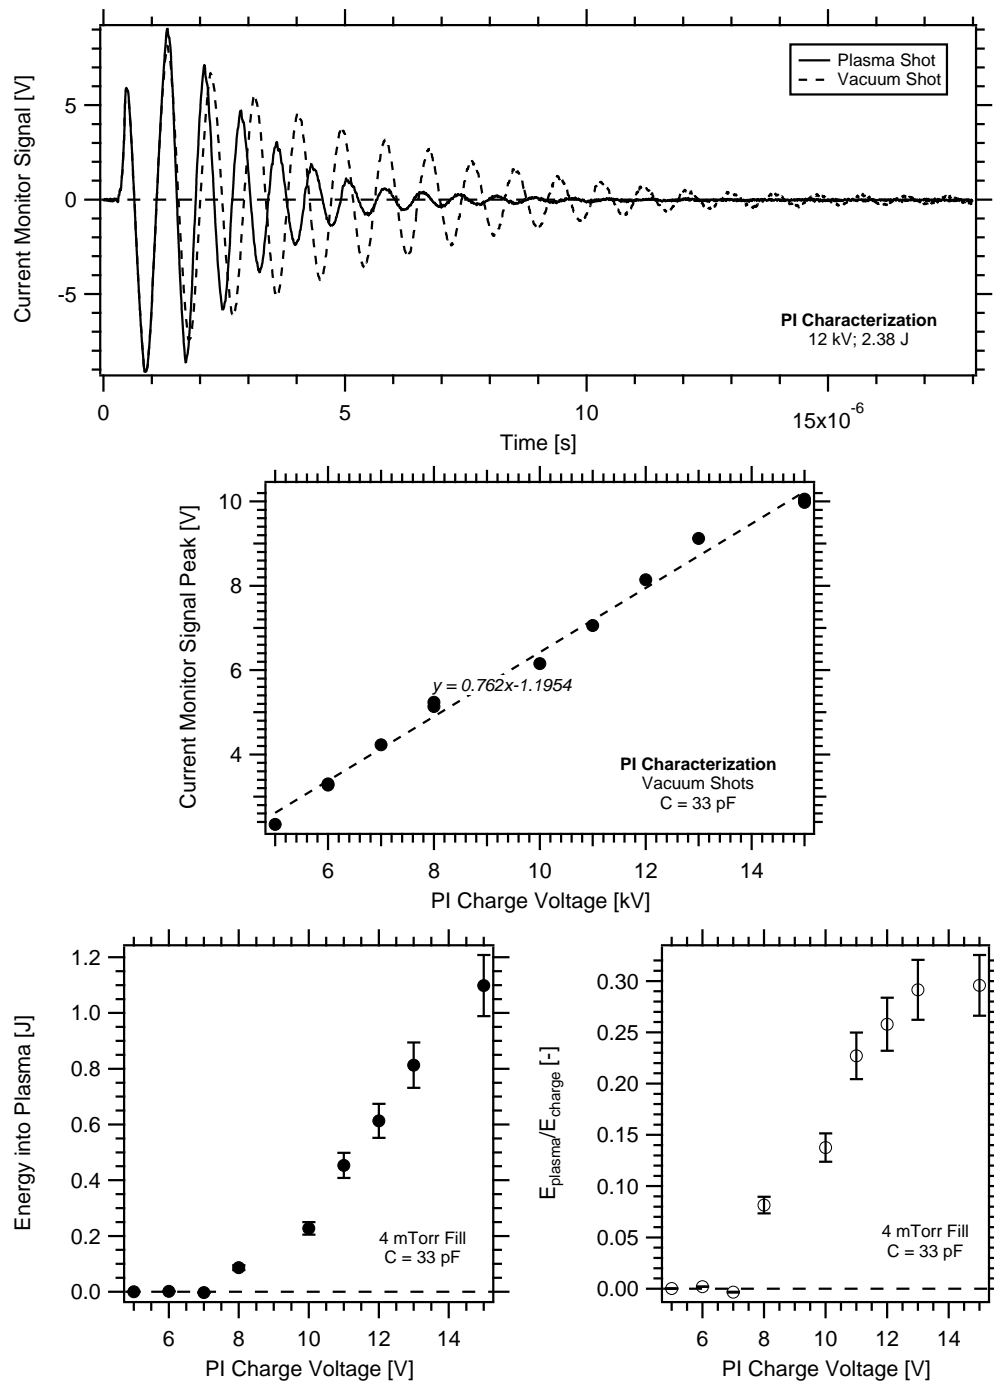 Current Monitor Signal [V]
5
0
-5
Plasma Shot
Vacuum Shot
PI Characterization
12 kV; 2.38 J
0
5
10
15x10-6
Time [s]
Current Monitor Signal Peak [V]
10
8
6
4
y = 0.762x-1.1954
PI Characterization
Vacuum Shots
C = 33 pF
6
8
10
12
14
PI Charge Voltage [kV]
Energy into Plasma [J]
1.2
1.0
0.8
0.6
0.4
0.2
0.0
4 mTorr Fill
C = 33 pF
6
8
10
12
14
PI Charge Voltage [V]
Eplasma/Echarge [-]
0.30
0.25
0.20
0.15
0.10
0.05
0.00
4 mTorr Fill
C = 33 pF
6
8
10
12
14
PI Charge Voltage [V]